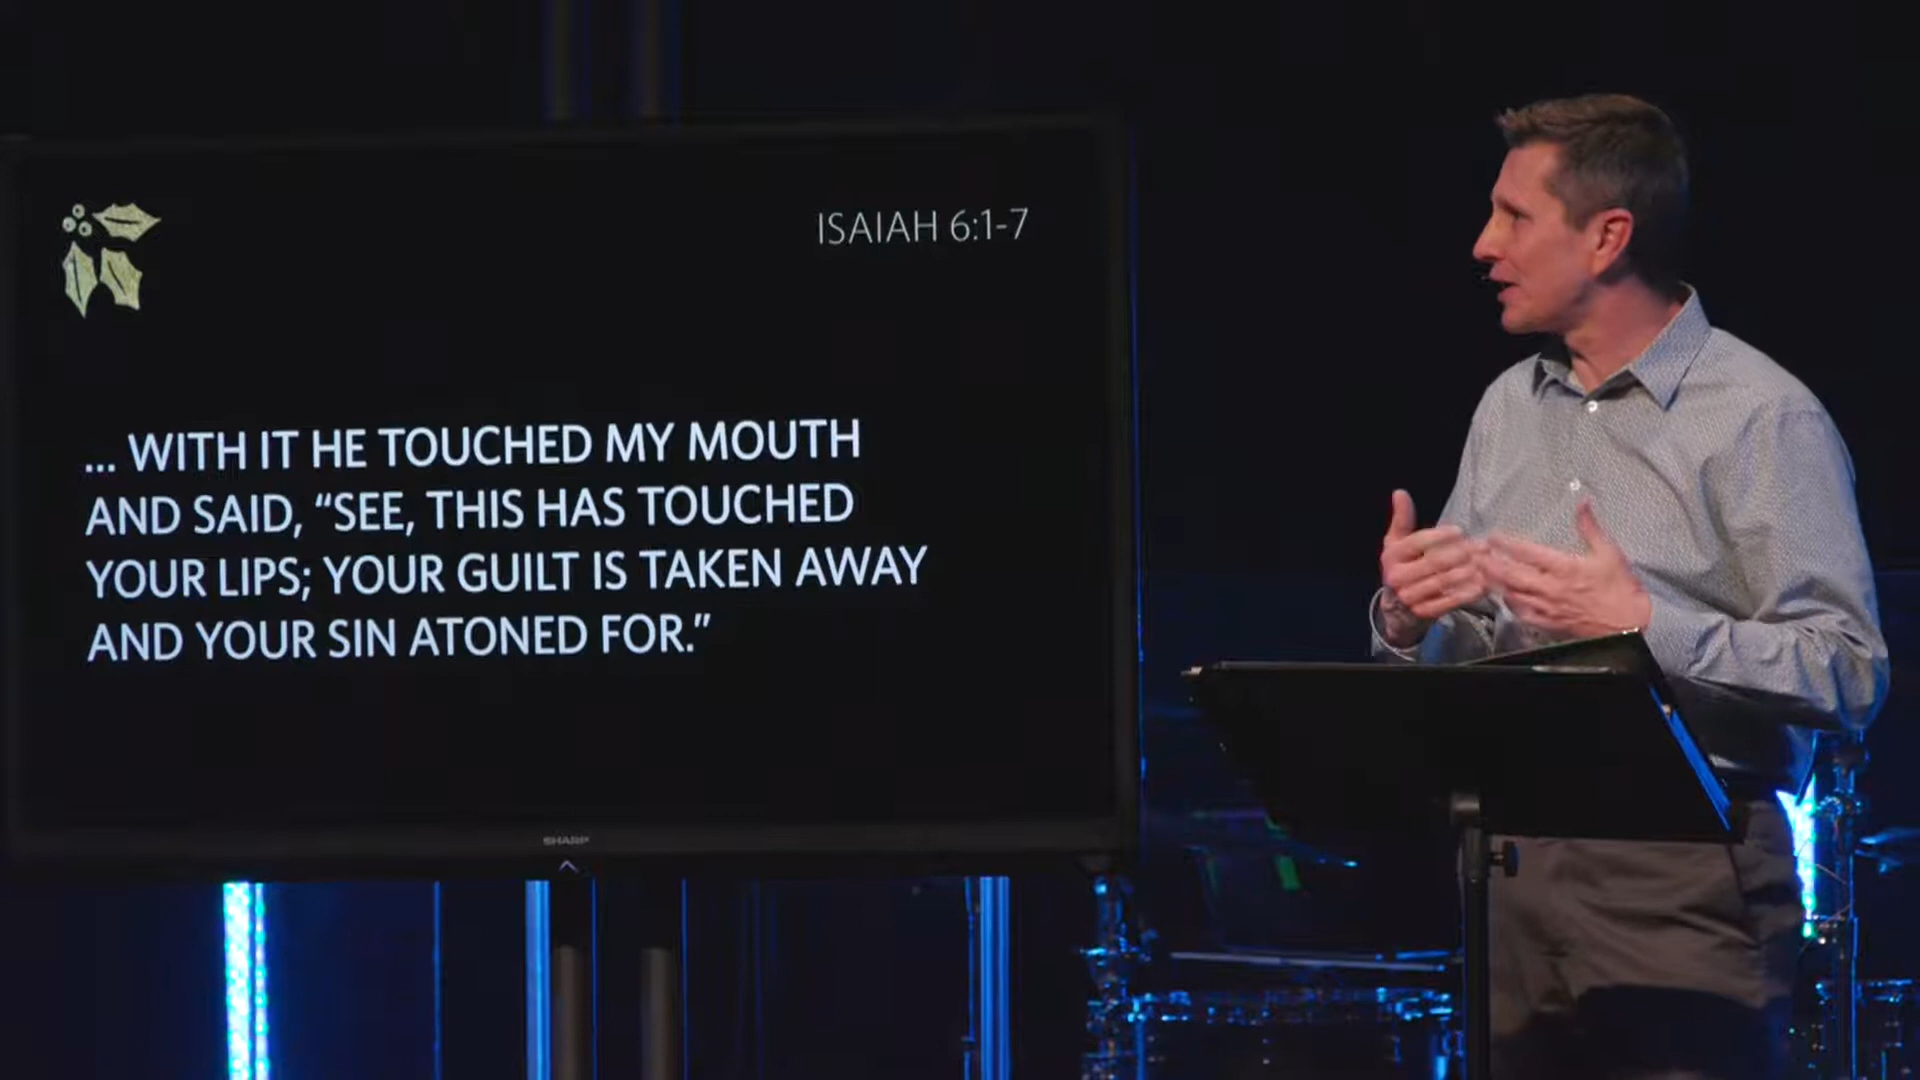 ISAIAH 6:1-7
... WITH IT HE TOUCHED MY MOUTH
AND SAID, “SEE, THIS HAS TOUCHED
YOUR LIPS; YOUR GUILT IS TAKEN AWAY
AND YOUR SIN ATONED FOR.”
SHARP